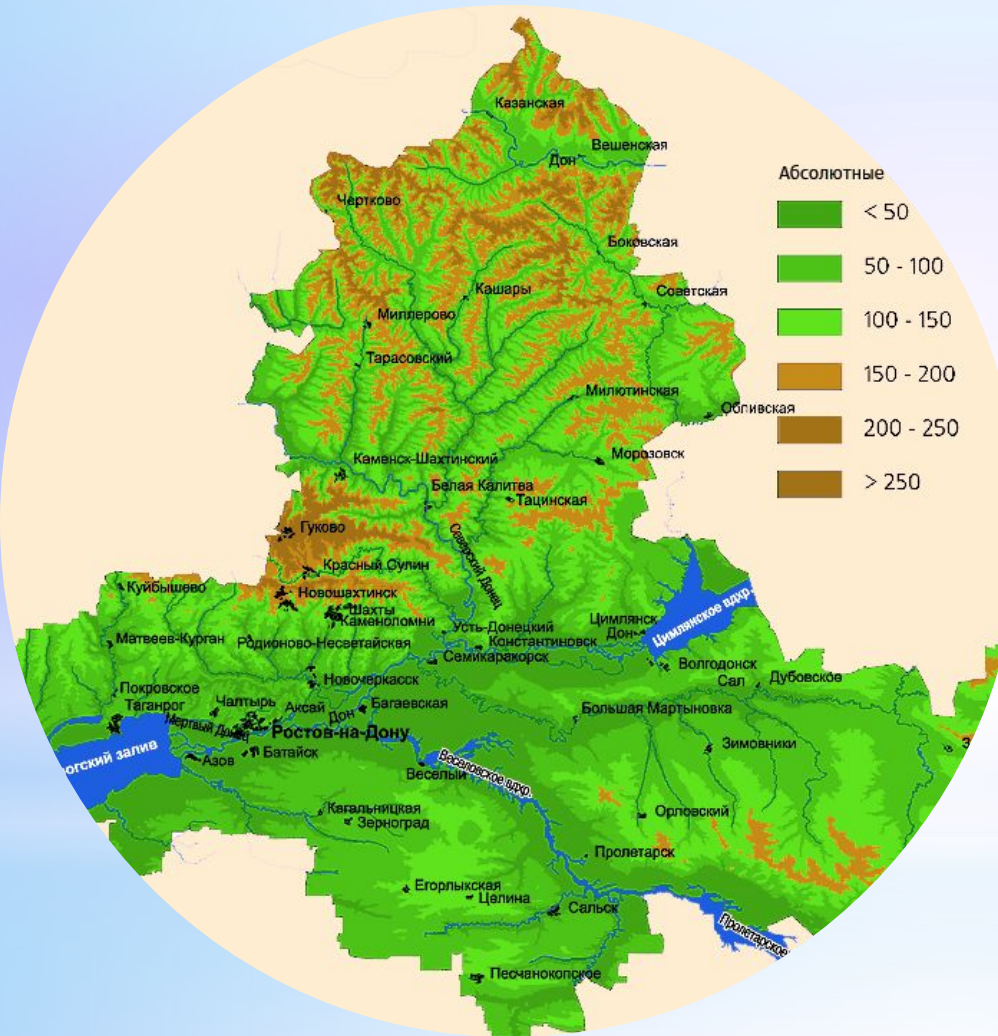 Казанская
Вешенская
Дон
Абсолютные
< 50
Чертково
Боковская
50 - 100
Кашары
Советская
Миллерово
100 - 150
Тарасовский
150 - 200
Милютинская
Обливская
200 - 250
Каменск-Шахтинский
Морозовск
Белая Калитва
> 250
Тацинская
Гуково
Северский Донец
Красный Сулин
Куйбышево
Новошахтинск
Шахты
Каменоломни
Цимлянск
Цимлянское вдхр.
Матвеев-Курган
Родионово-Несветайская
Усть-Донецкий
Дон
Константиновск
Семикаракорск
Волгодонск
Сал
Дубовское
Новочеркасск
Покровское
Таганрог
Чалтырь
Аксай
Дон
Багаевская
Большая Мартыновка
Мертвый Донец
Ростов-на-Дону
Зимовники
З
огский залив
Азов
Батайск
Веселый
Веселовское вдхр.
Кагальницкая
Зерноград
Орловский
Пролетарск
Егорлыкская
Целина
Сальск
Пролетарское
Песчанокопское